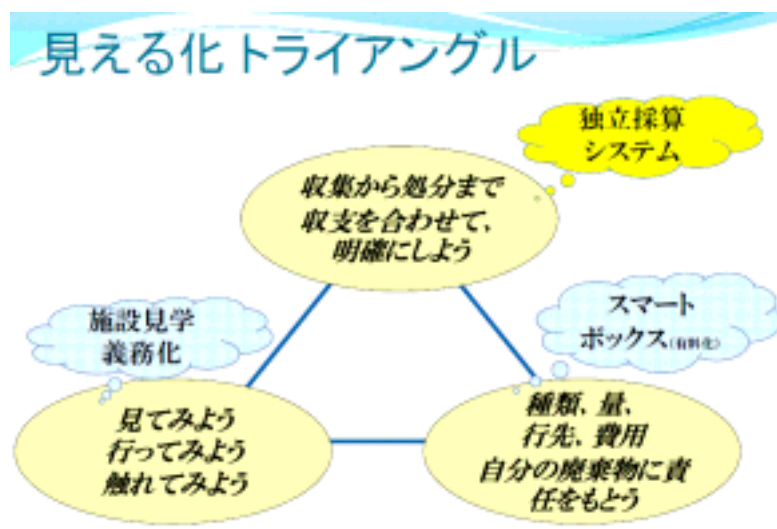 見える化 トライアングル
独立採算
システム
収集から処分まで
収支を合わせて、
明確にしよう
施設見学
義務化
スマート
ボックス(有料化)
見てみよう
行ってみよう
触れてみよう
種類、量、
行先、費用
自分の廃棄物に責
任をもとう